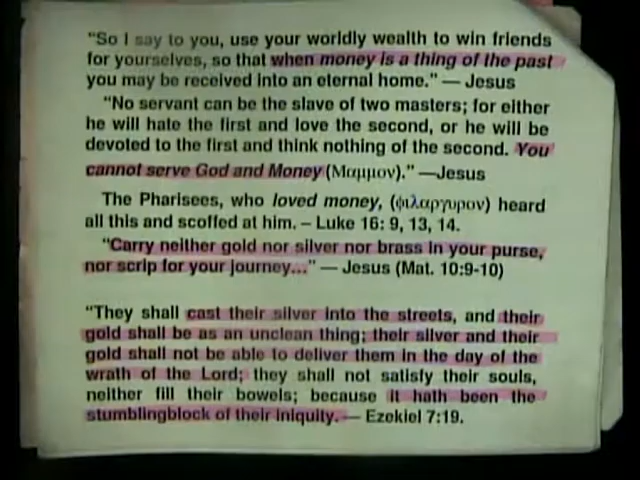 "So I say to you, use your worldly wealth to win friends
for yourselves, so that when money is a thing of the past
you may be received into an eternal home." — Jesus
"No servant can be the slave of two masters; for either
he will hate the first and love the second, or he will be
devoted to the first and think nothing of the second. You
cannot serve God and Money (Μαμμον)." —Jesus
The Pharisees, who loved money, (φιλαργυρον) heard
all this and scoffed at him. – Luke 16: 9, 13, 14.
"Carry neither gold nor silver nor brass in your purse,
nor scrip for your journey..." — Jesus (Mat. 10:9-10)
"They shall cast their silver into the streets, and their
gold shall be as an unclean thing; their silver and their
gold shall not be able to deliver them in the day of the
wrath of the Lord; they shall not satisfy their souls,
neither fill their bowels; because it hath been the
stumblingblock of their iniquity. — Ezekiel 7:19.